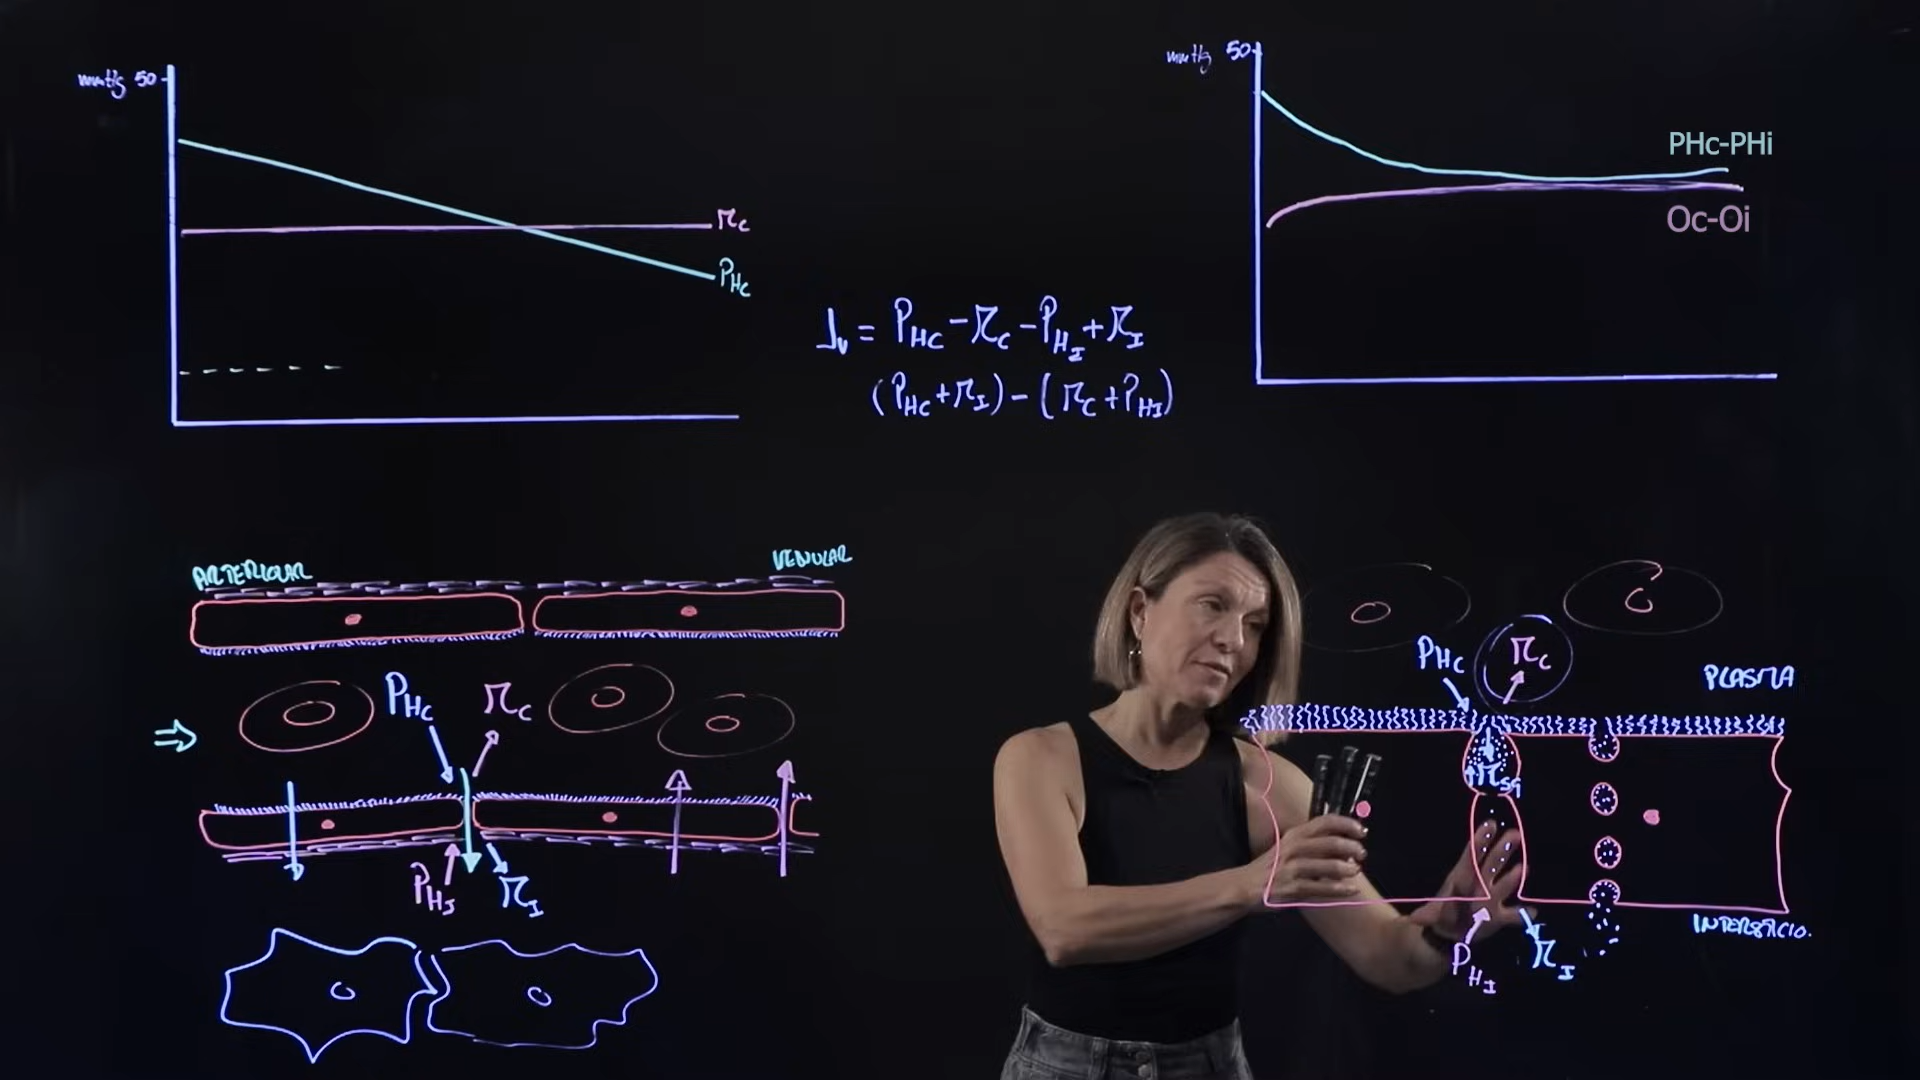 mmHg 50
πc
PHc
mmHg 50
PHc-PHi
Oc-Oi
Jv = PHc - πc - PHI + πI
(PHc + πI) - (πc + PHI)
ARTERIOLAR
VENULAR
PHc
πc
PHI
πI
PHc
πc
PLASMA
πsg
INTERSTICIO.
PHI
πI